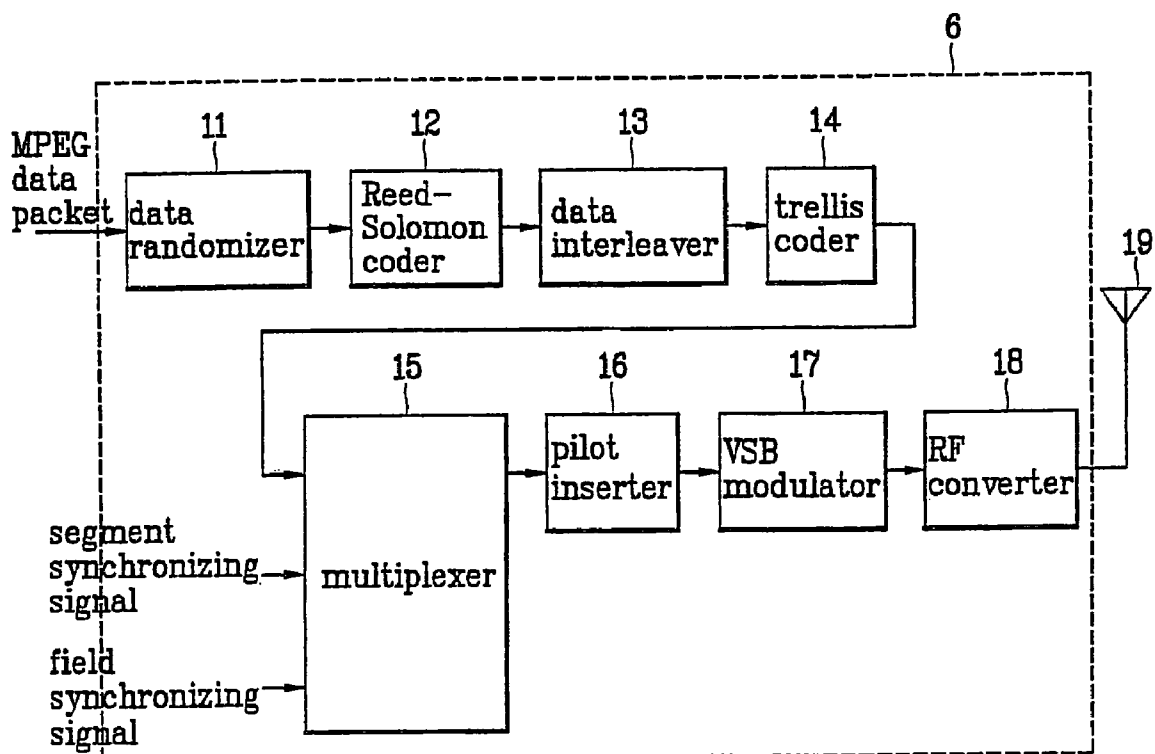 6
11
12
13
14
MPEG
data
packet
data
randomizer
Reed-
Solomon
coder
data
interleaver
trellis
coder
19
15
16
17
18
multiplexer
pilot
inserter
VSB
modulator
RF
converter
segment
synchronizing
signal
field
synchronizing
signal